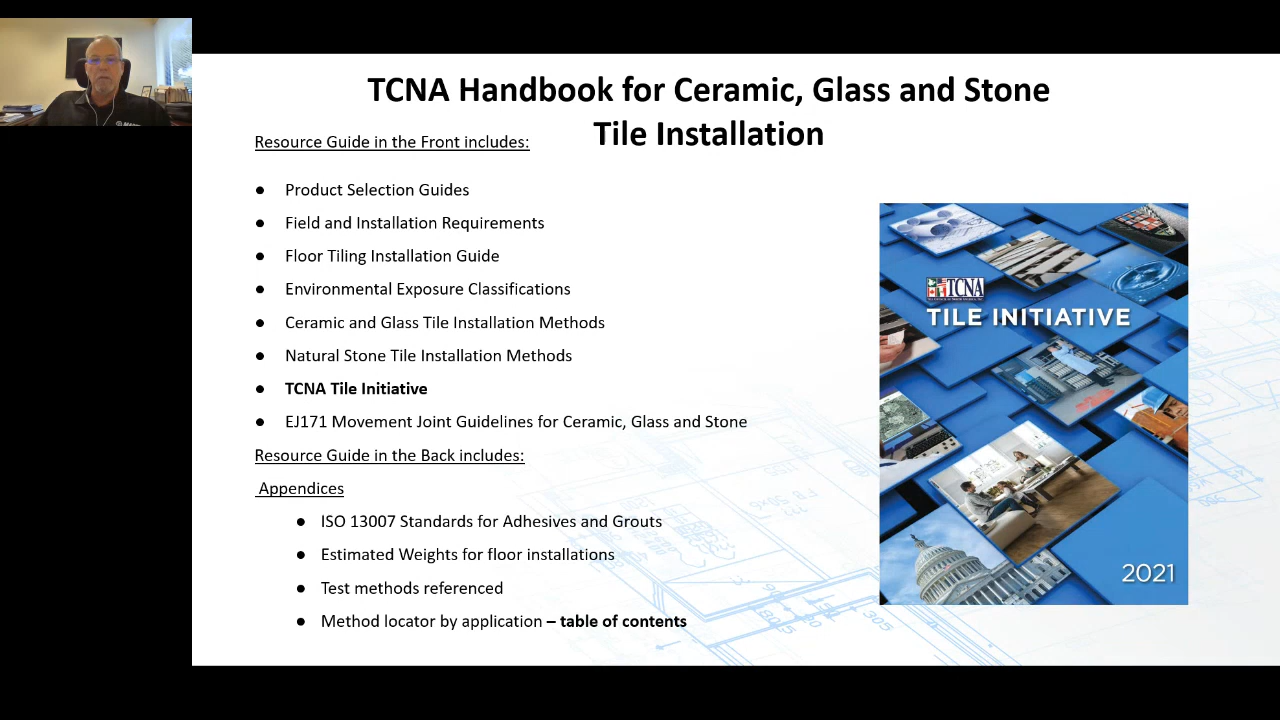 TCNA Handbook for Ceramic, Glass and Stone
Tile Installation
Resource Guide in the Front includes:
● Product Selection Guides
● Field and Installation Requirements
● Floor Tiling Installation Guide
● Environmental Exposure Classifications
● Ceramic and Glass Tile Installation Methods
● Natural Stone Tile Installation Methods
● TCNA Tile Initiative
● EJ171 Movement Joint Guidelines for Ceramic, Glass and Stone
Resource Guide in the Back includes:
Appendices
● ISO 13007 Standards for Adhesives and Grouts
● Estimated Weights for floor installations
● Test methods referenced
● Method locator by application – table of contents
TCNA
TILE INITIATIVE
2021
305